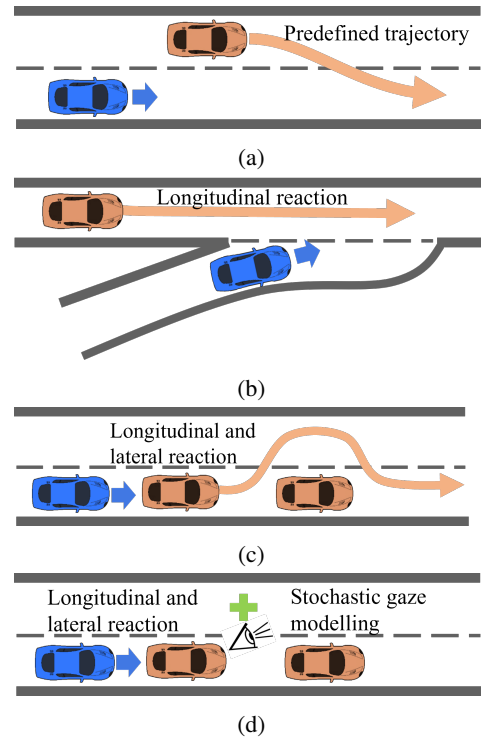 Predefined trajectory
(a)
Longitudinal reaction
(b)
Longitudinal and
lateral reaction
(c)
Longitudinal and
lateral reaction
Stochastic gaze
modelling
(d)